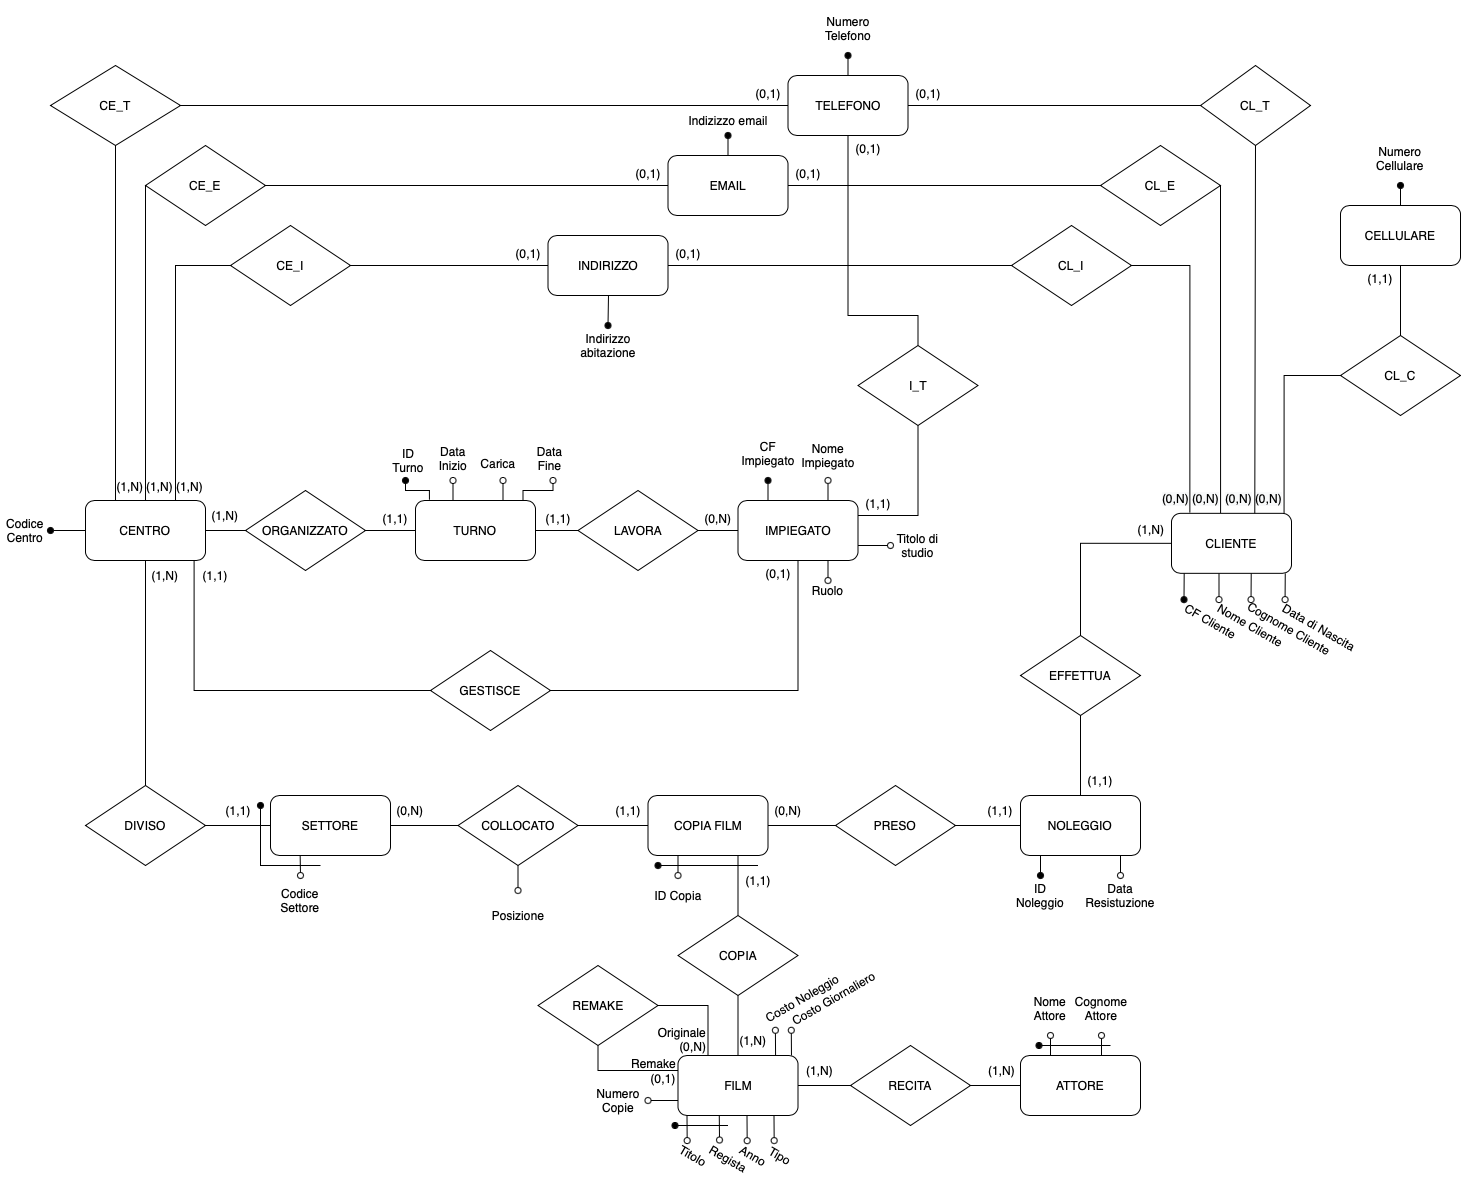 Numero
Telefono
CE_T
(0,1)
TELEFONO
(0,1)
CL_T
Indizizzo email
(0,1)
Numero
Cellulare
CE_E
(0,1)
EMAIL
(0,1)
CL_E
CELLULARE
CE_I
(0,1)
INDIRIZZO
(0,1)
CL_I
(1,1)
Indirizzo
abitazione
I_T
CL_C
ID
Turno
Data
Inizio
Carica
Data
Fine
CF
Impiegato
Nome
Impiegato
(1,N)
(1,N)
(1,N)
(0,N)
(0,N)
(0,N)
(0,N)
(1,1)
Codice
Centro
CENTRO
(1,N)
ORGANIZZATO
(1,1)
TURNO
(1,1)
LAVORA
(0,N)
IMPIEGATO
Titolo di
studio
(1,N)
CLIENTE
(1,N)
(1,1)
(0,1)
Ruolo
CF Cliente
Nome Cliente
Cognome Cliente
Data di Nascita
GESTISCE
EFFETTUA
(1,1)
DIVISO
(1,1)
SETTORE
(0,N)
COLLOCATO
(1,1)
COPIA FILM
(0,N)
PRESO
(1,1)
NOLEGGIO
Codice
Settore
Posizione
ID Copia
(1,1)
ID
Noleggio
Data
Resistuzione
COPIA
REMAKE
Originale
(0,N)
(1,N)
Costo Noleggio
Costo Giornaliero
Nome
Attore
Cognome
Attore
Remake
(0,1)
FILM
(1,N)
RECITA
(1,N)
ATTORE
Numero
Copie
Titolo
Regista
Anno
Tipo